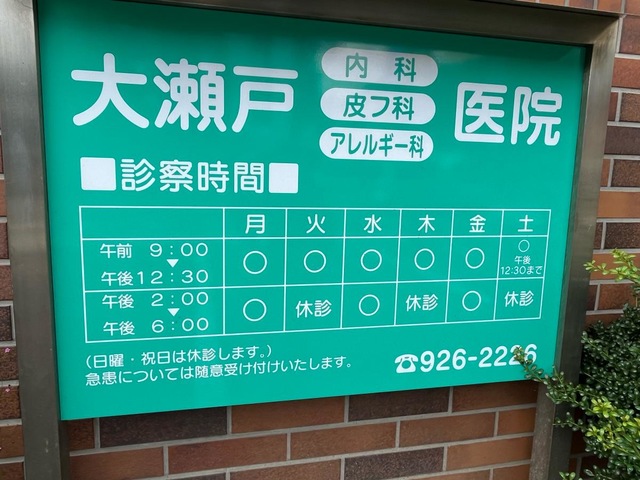 大瀬戸 内科 皮フ科 アレルギー科 医院
■診察時間■
月 火 水 木 金 土
午前 9:00 ▼ 午後12:30 ○ ○ ○ ○ ○ ○ 午後 12:30まで
午後 2:00 ▼ 午後 6:00 ○ 休診 ○ 休診 ○ 休診
(日曜・祝日は休診します。)
急患については随意受け付けいたします。
☎926-2226